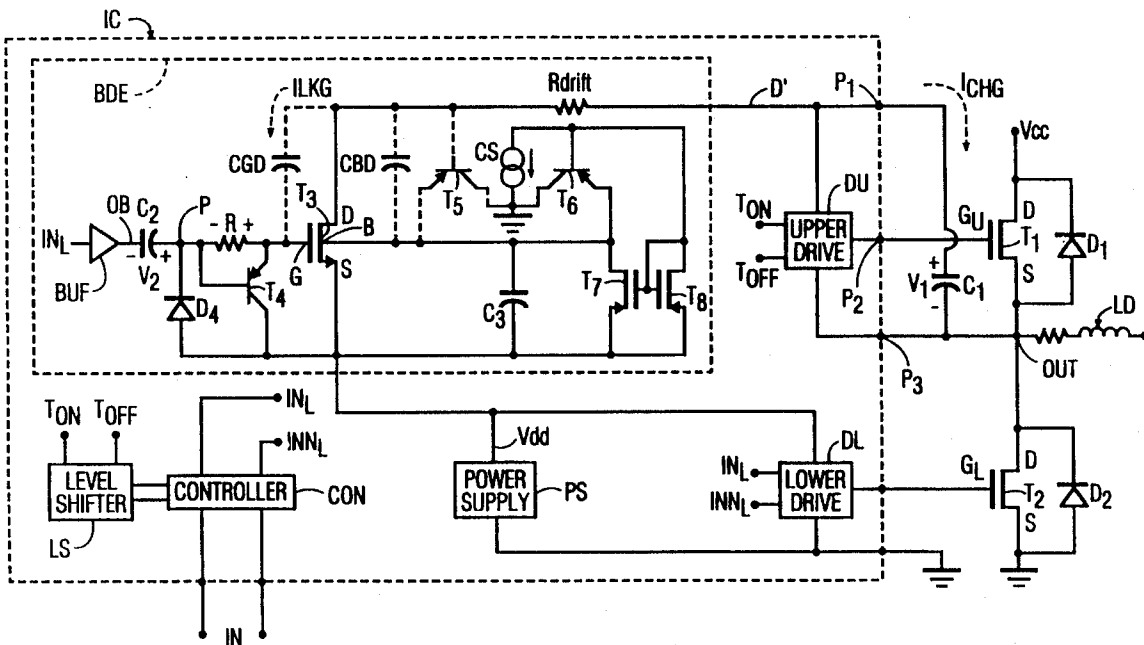 IC
BDE
ILKG
Rdrift
D'
P1
ICHG
Vcc
CGD
CBD
CS
T5
T6
DU
TON
TOFF
UPPER DRIVE
GU
D
T1
S
D1
INL
OB
C2
P
- R +
T3
D
B
G
S
BUF
- V2 +
D4
T4
C3
T7
T8
P2
+
V1
C1
-
LD
P3
OUT
TON
TOFF
INL
INNL
LEVEL SHIFTER
CONTROLLER
CON
LS
Vdd
POWER SUPPLY
PS
INL
INNL
DL
LOWER DRIVE
GL
D
T2
S
D2
IN